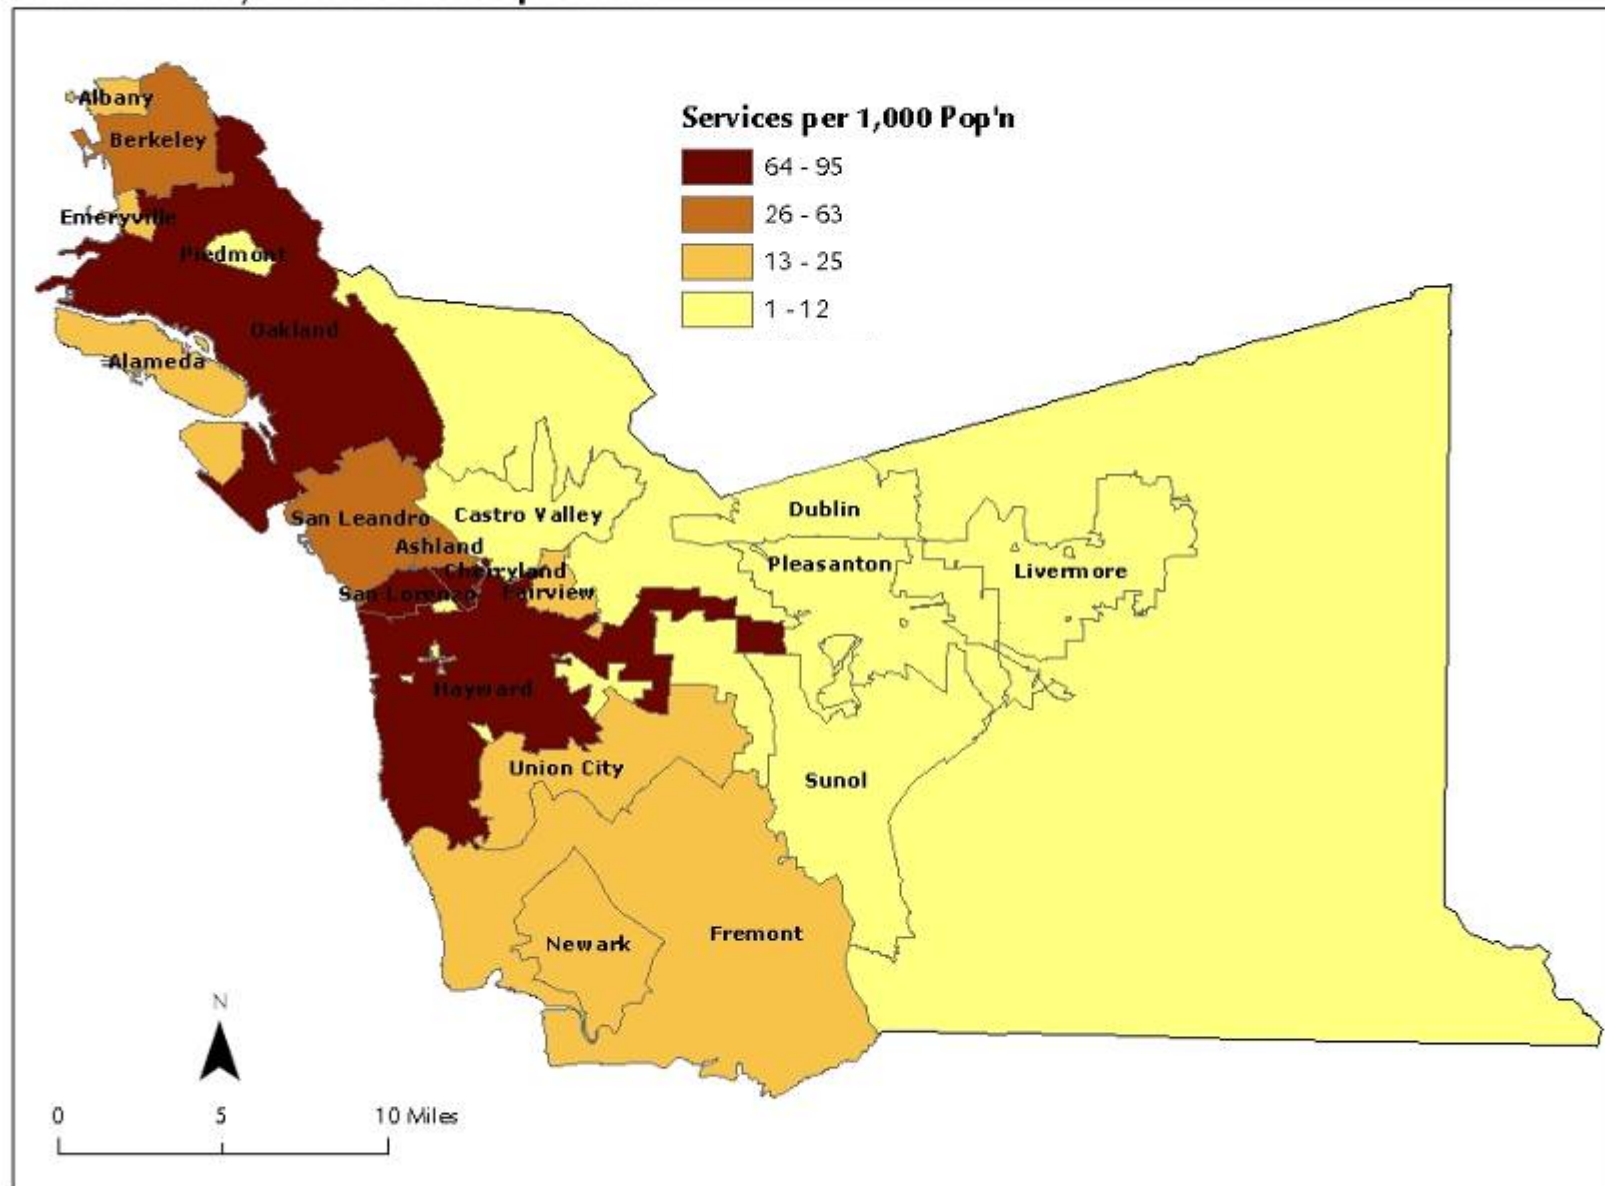 Services per 1,000 Pop'n
64 - 95
26 - 63
13 - 25
1 - 12
Albany
Berkeley
Emeryville
Piedmont
Oakland
Alameda
San Leandro
Castro Valley
Dublin
Ashland
Pleasanton
Livermore
Cherryland
San Lorenzo
Fairview
Hayward
Union City
Sunol
Fremont
Newark
N
0 5 10 Miles